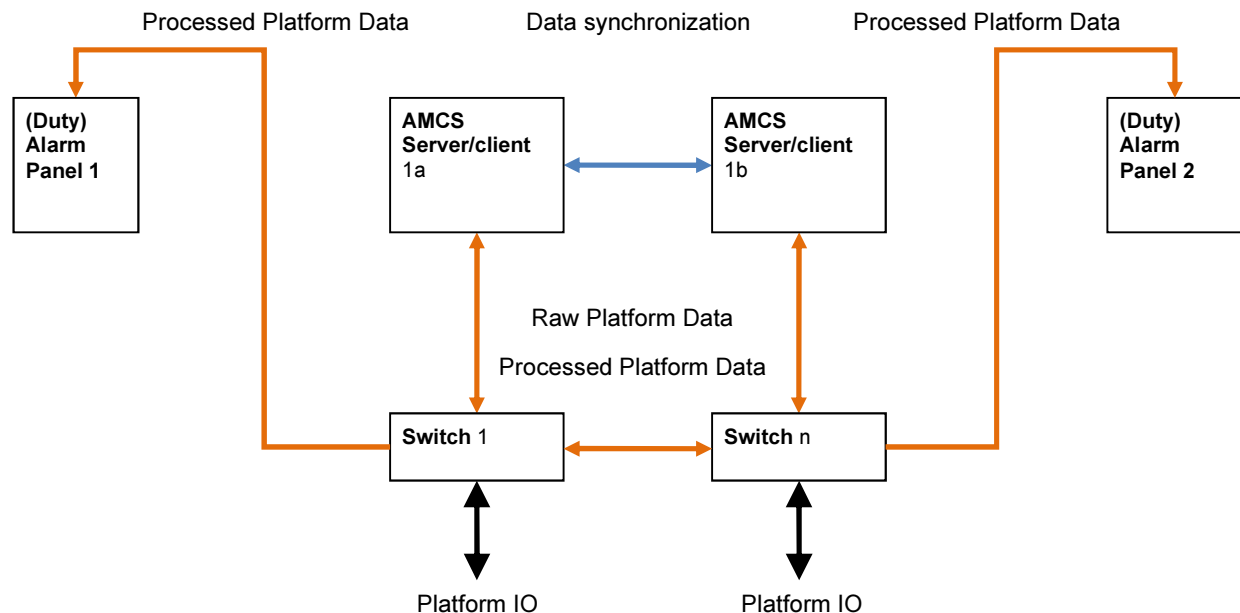 Processed Platform Data
Data synchronization
Processed Platform Data
(Duty)
Alarm
Panel 1
AMCS
Server/client
1a
AMCS
Server/client
1b
(Duty)
Alarm
Panel 2
Raw Platform Data
Processed Platform Data
Switch 1
Switch n
Platform IO
Platform IO